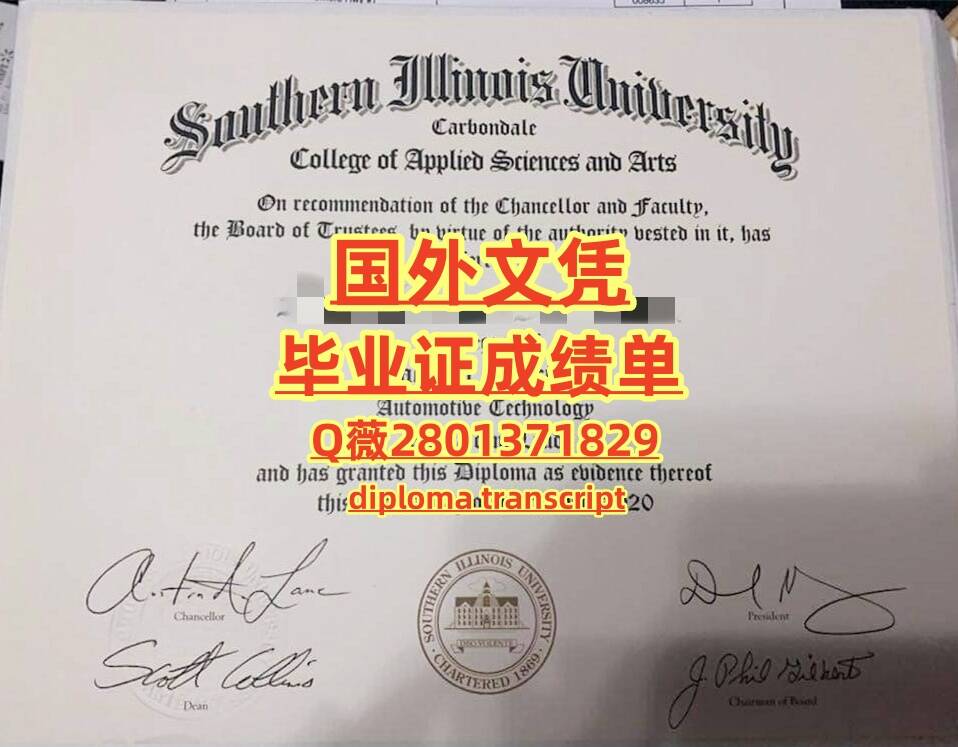 Southern Illinois University
Carbondale
College of Applied Sciences and Arts
On recommendation of the Chancellor and Faculty,
the Board of Trustees, by virtue of the authority vested in it, has
国外文凭
毕业证成绩单
Automotive Technology
Q薇2801371829
and has granted this Diploma as evidence thereof
diploma transcript
this
20
Chancellor
President
Scott Collins
Dean
J. Phil Gilbert
Chairman of Board
SOUTHERN ILLINOIS UNIVERSITY
DEO VOLENTE
CHARTERED 1869